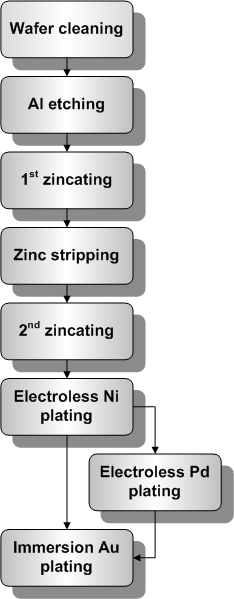 Wafer cleaning
Al etching
1st zincating
Zinc stripping
2nd zincating
Electroless Ni
plating
Electroless Pd
plating
Immersion Au
plating